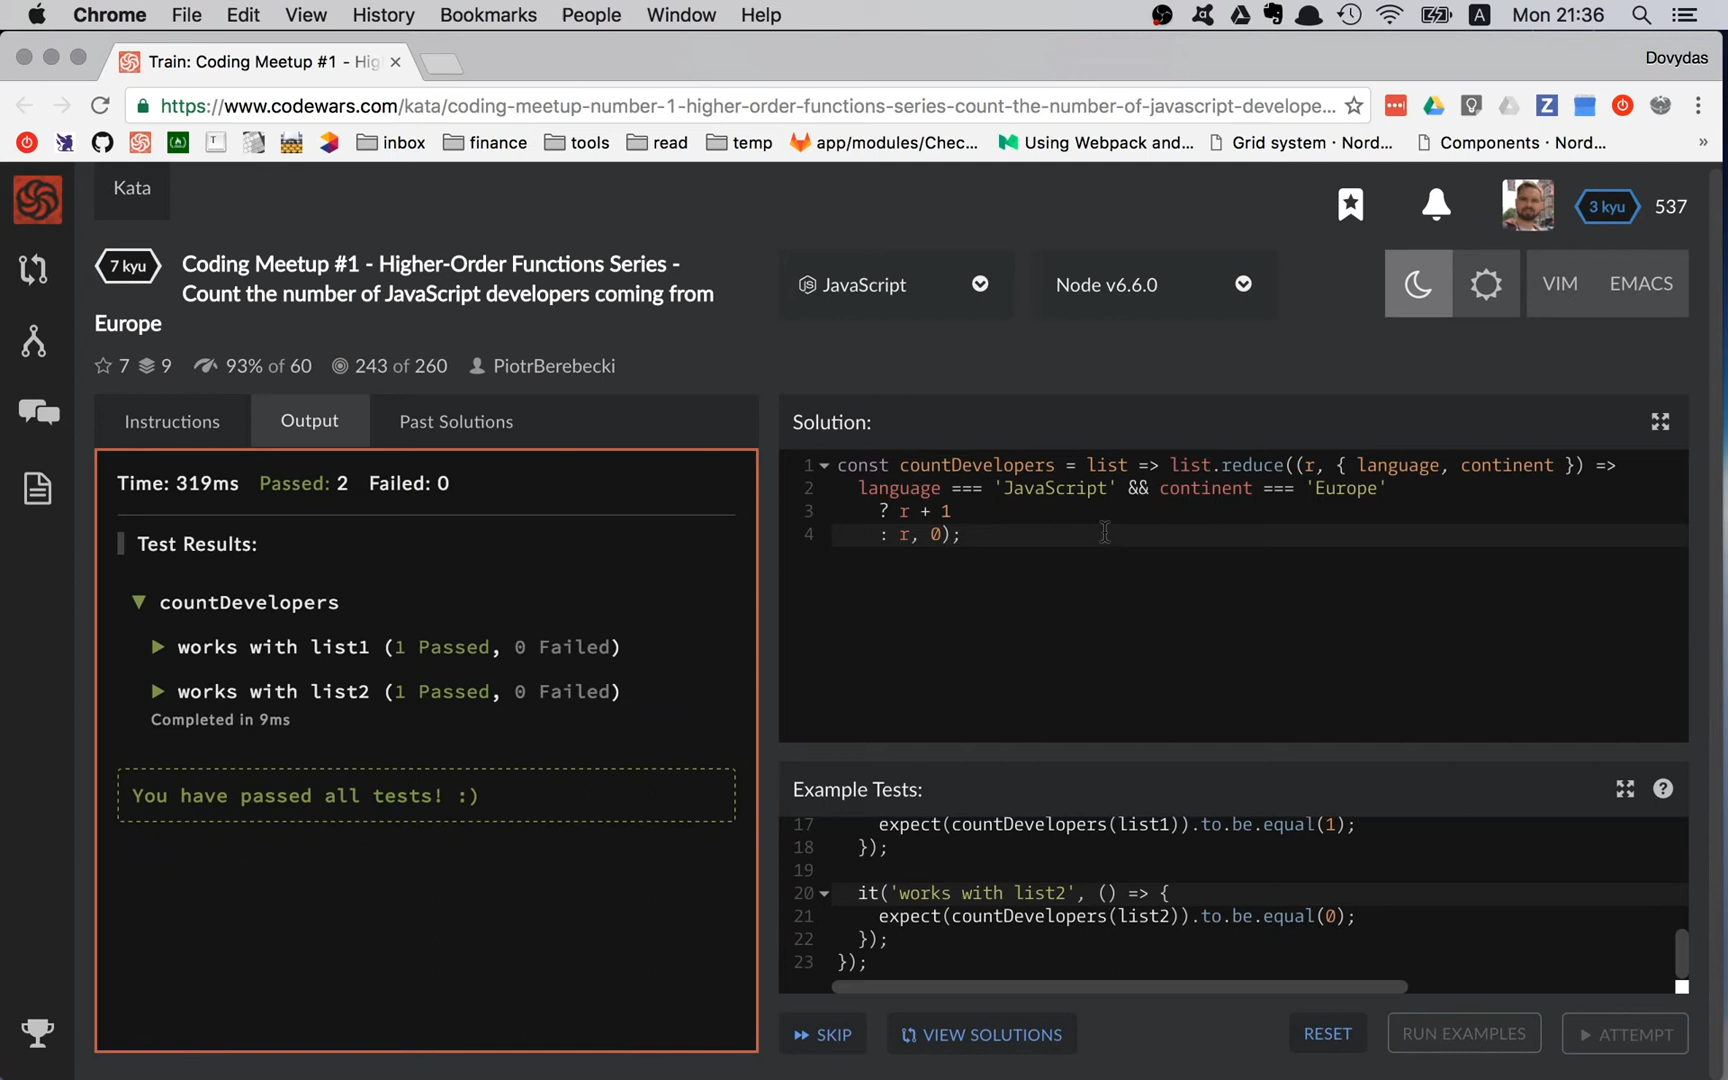 Chrome File Edit View History Bookmarks People Window Help A Mon 21:36
Train: Coding Meetup #1 - Hig Dovydas
https://www.codewars.com/kata/coding-meetup-number-1-higher-order-functions-series-count-the-number-of-javascript-develope...
inbox finance tools read temp app/modules/Chec... Using Webpack and... Grid system · Nord... Components · Nord... »
Kata
3 kyu 537
7 kyu Coding Meetup #1 - Higher-Order Functions Series -
Count the number of JavaScript developers coming from
Europe
JavaScript Node v6.6.0 VIM EMACS
7 9 93% of 60 243 of 260 PiotrBerebecki
Instructions Output Past Solutions
Time: 319ms Passed: 2 Failed: 0
Test Results:
countDevelopers
works with list1 (1 Passed, 0 Failed)
works with list2 (1 Passed, 0 Failed)
Completed in 9ms
You have passed all tests! :)
Solution:
1 const countDevelopers = list => list.reduce((r, { language, continent }) =>
2 language === 'JavaScript' && continent === 'Europe'
3 ? r + 1
4 : r, 0);
Example Tests:
17 expect(countDevelopers(list1)).to.be.equal(1);
18 });
19
20 it('works with list2', () => {
21 expect(countDevelopers(list2)).to.be.equal(0);
22 });
23 });
SKIP VIEW SOLUTIONS RESET RUN EXAMPLES ATTEMPT